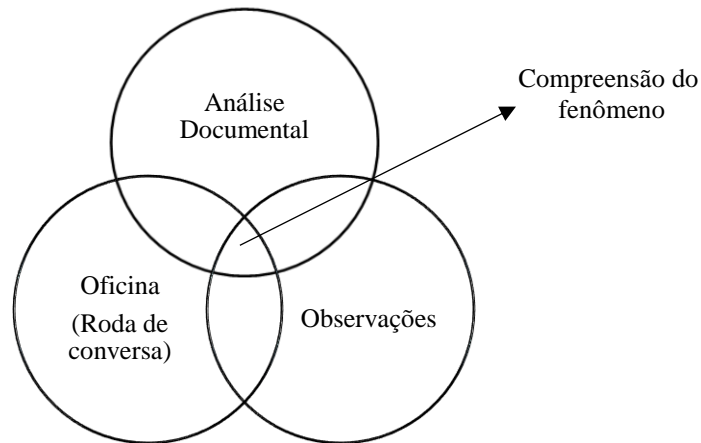 Análise
Documental
Compreensão do
fenômeno
Oficina
(Roda de
conversa)
Observações